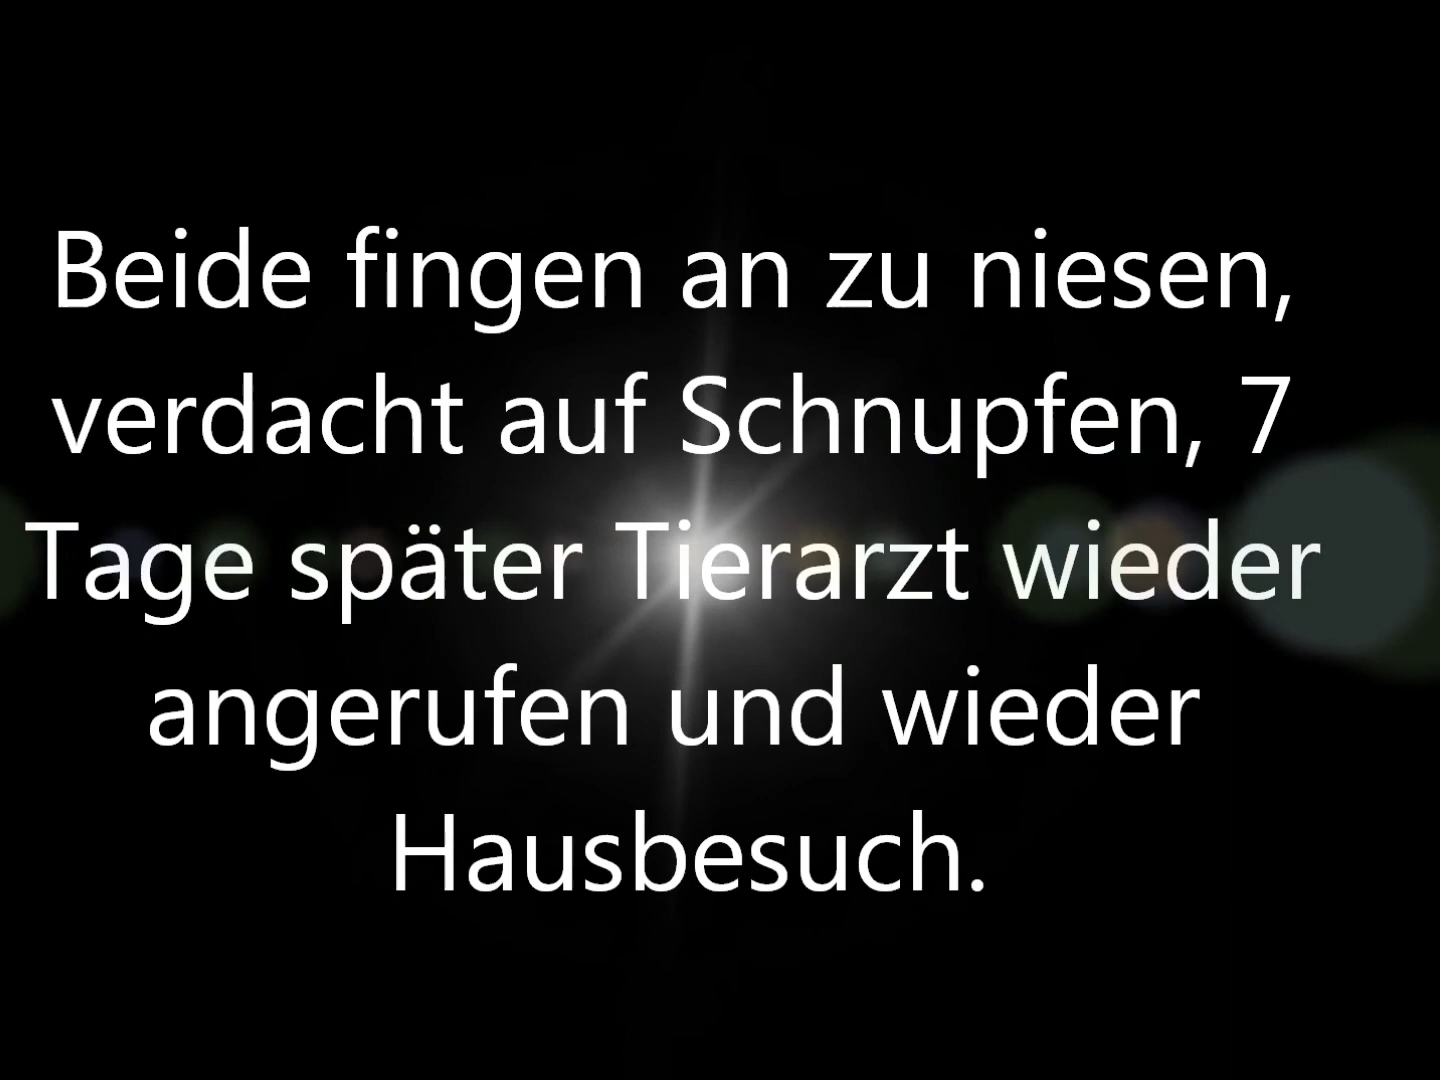 Beide fingen an zu niesen,
verdacht auf Schnupfen, 7
Tage später Tierarzt wieder
angerufen und wieder
Hausbesuch.